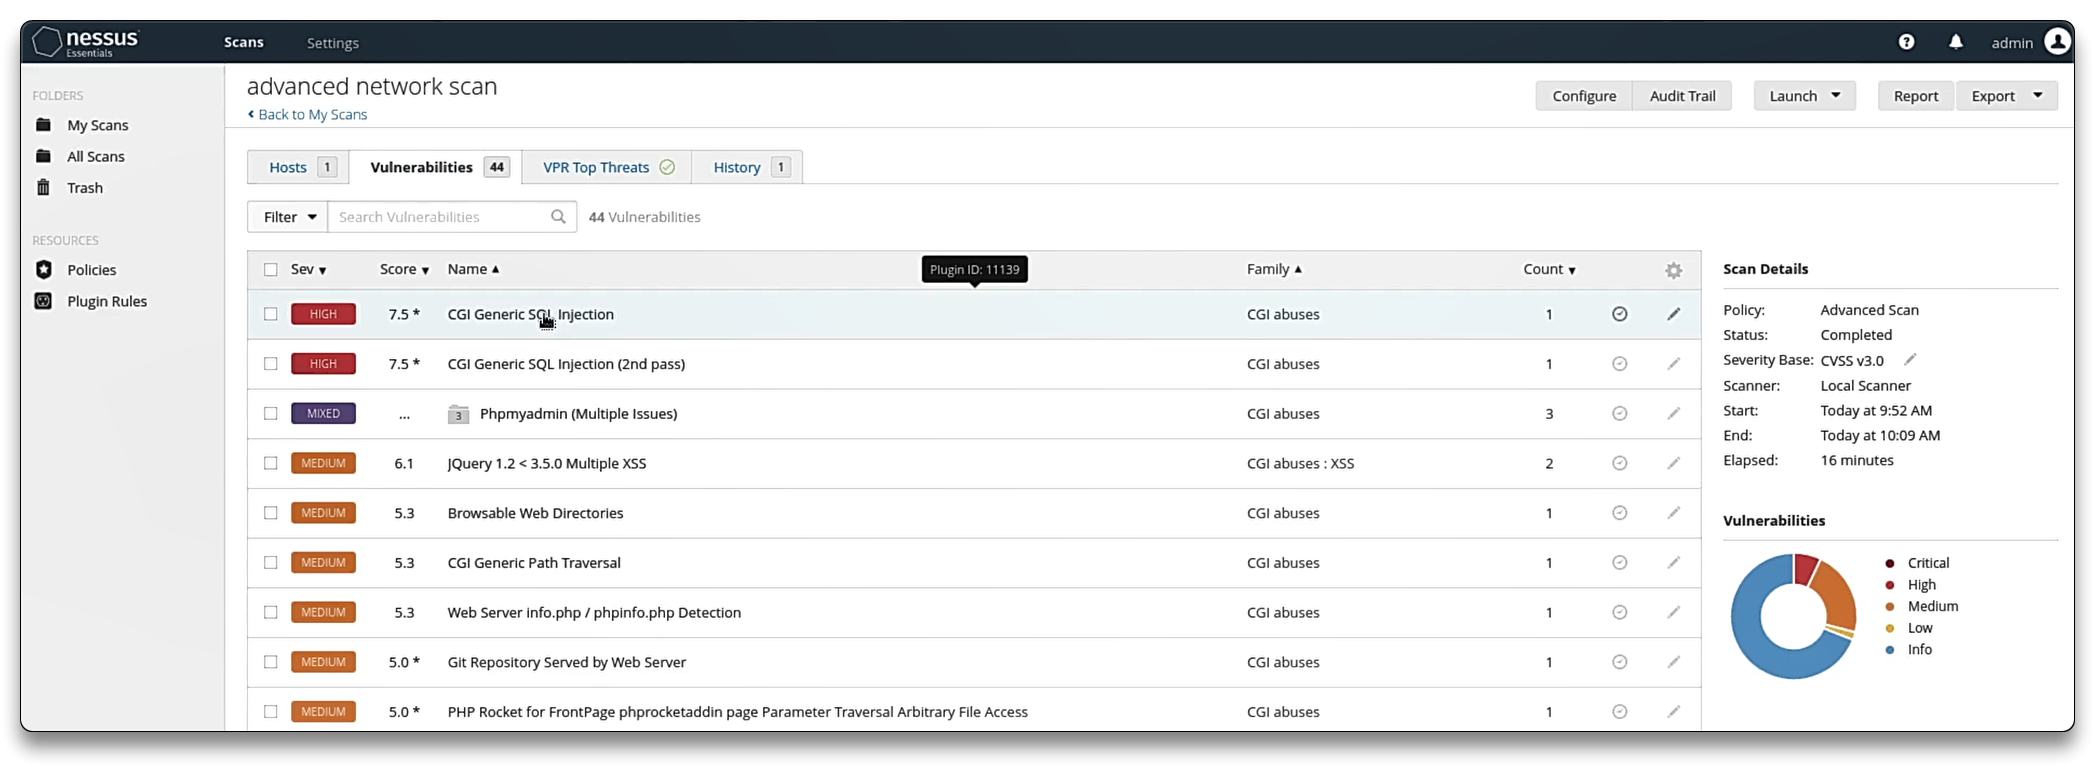 nessus Essentials Scans Settings admin
advanced network scan
Back to My Scans
Configure Audit Trail Launch Report Export
FOLDERS
My Scans
All Scans
Trash
RESOURCES
Policies
Plugin Rules
Hosts 1 Vulnerabilities 44 VPR Top Threats History 1
Filter Search Vulnerabilities 44 Vulnerabilities
Sev Score Name Family Count
Plugin ID: 11139
HIGH 7.5 * CGI Generic SQL Injection CGI abuses 1
HIGH 7.5 * CGI Generic SQL Injection (2nd pass) CGI abuses 1
MIXED ... 3 Phpmyadmin (Multiple Issues) CGI abuses 3
MEDIUM 6.1 JQuery 1.2 < 3.5.0 Multiple XSS CGI abuses : XSS 2
MEDIUM 5.3 Browsable Web Directories CGI abuses 1
MEDIUM 5.3 CGI Generic Path Traversal CGI abuses 1
MEDIUM 5.3 Web Server info.php / phpinfo.php Detection CGI abuses 1
MEDIUM 5.0 * Git Repository Served by Web Server CGI abuses 1
MEDIUM 5.0 * PHP Rocket for FrontPage phprocketaddin page Parameter Traversal Arbitrary File Access CGI abuses 1
Scan Details
Policy: Advanced Scan
Status: Completed
Severity Base: CVSS v3.0
Scanner: Local Scanner
Start: Today at 9:52 AM
End: Today at 10:09 AM
Elapsed: 16 minutes
Vulnerabilities
Critical
High
Medium
Low
Info